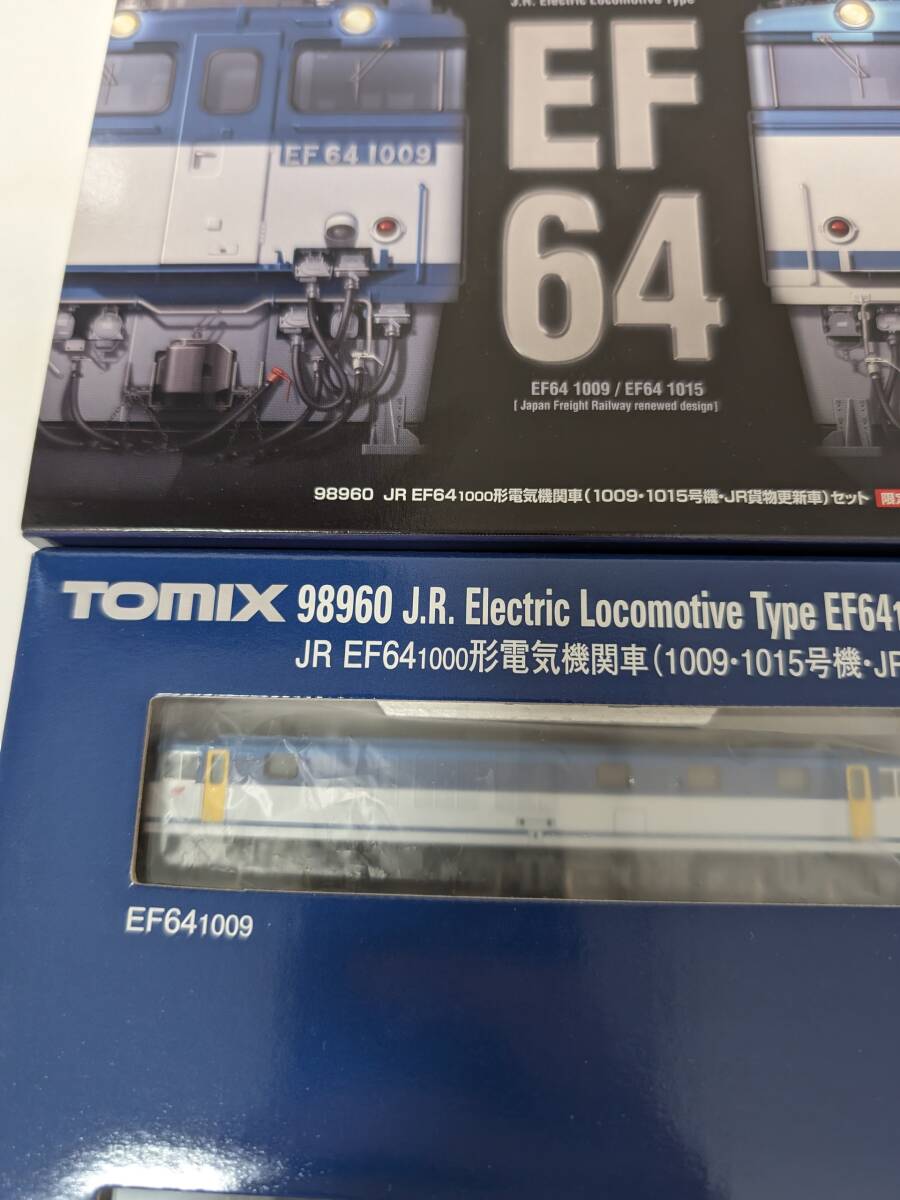 J.R. Electric Locomotive Type
EF
64
EF 64 1009
EF64 1009 / EF64 1015
[ Japan Freight Railway renewed design ]
98960 JR EF641000形電気機関車(1009・1015号機・JR貨物更新車)セット 限定
TOMIX 98960 J.R. Electric Locomotive Type EF641
JR EF641000形電気機関車(1009・1015号機・JR
EF641009